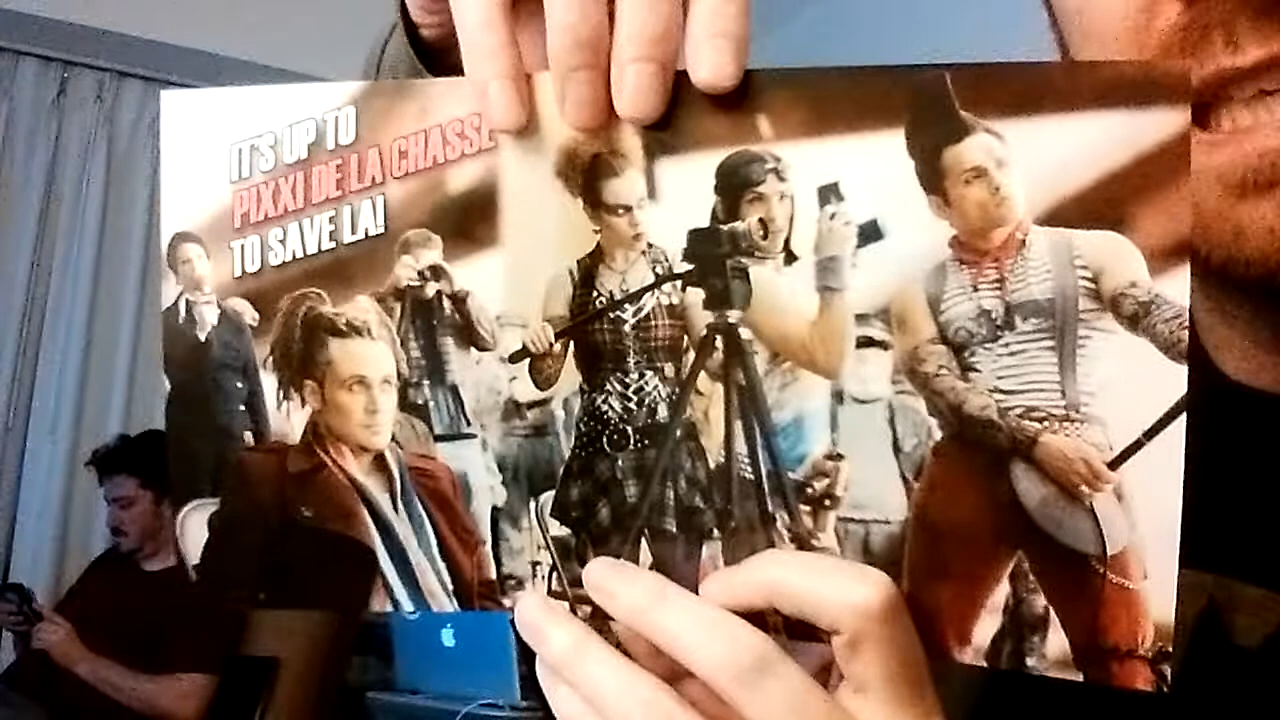 IT'S UP TO
PIXXI DE LA CHASSE
TO SAVE LA!